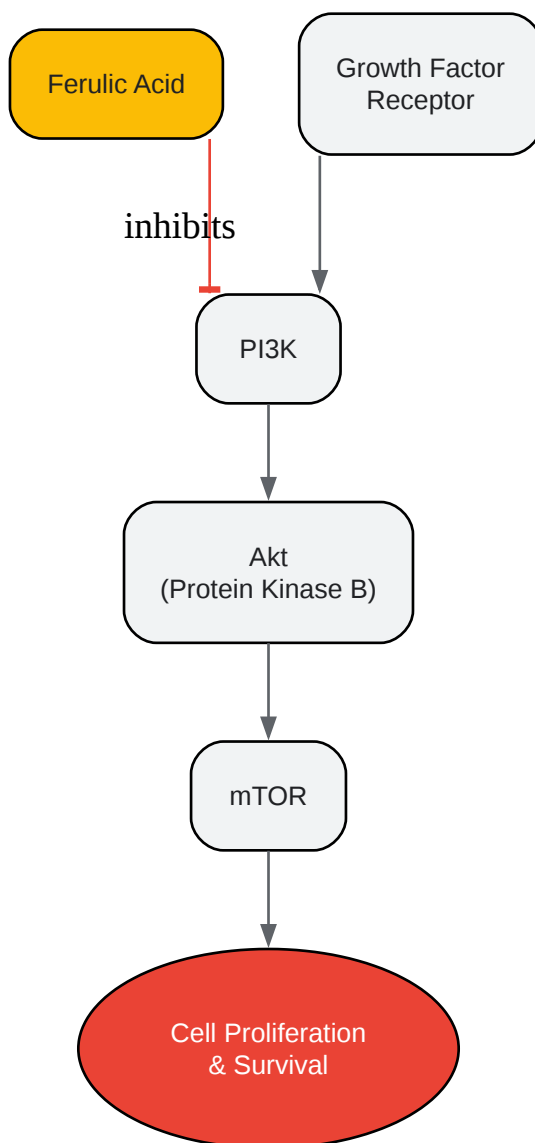 Ferulic Acid
Growth Factor
Receptor
inhibits
PI3K
Akt
(Protein Kinase B)
mTOR
Cell Proliferation
& Survival